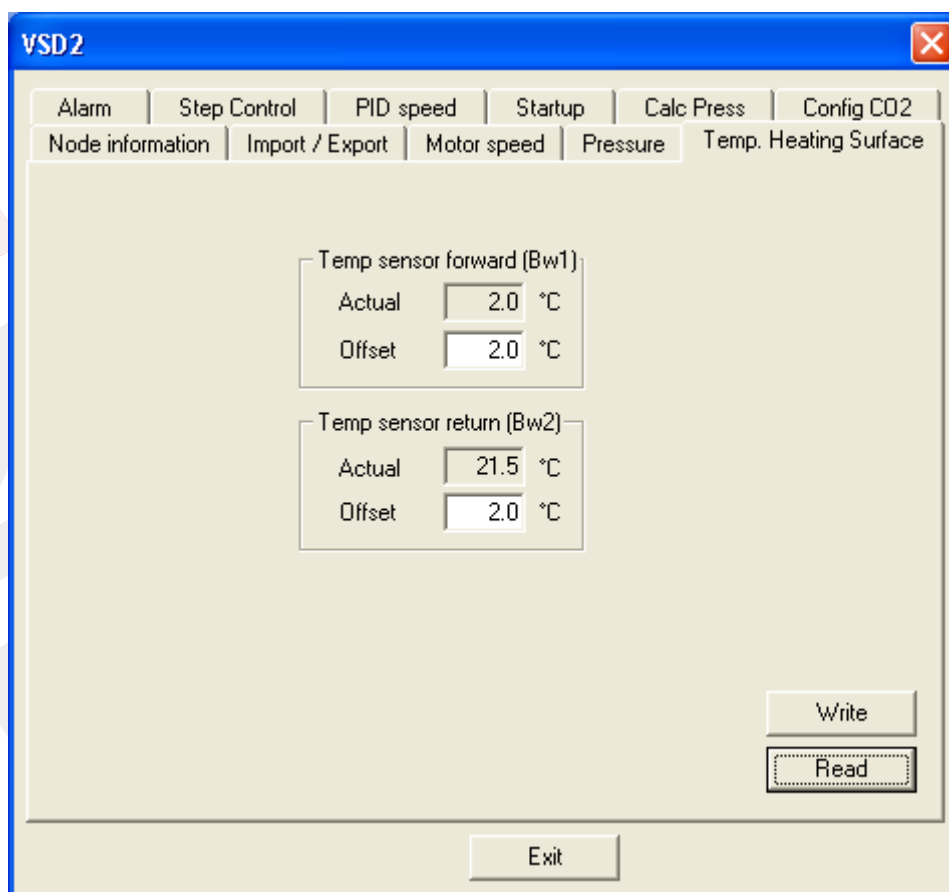 VSD2
Alarm Step Control PID speed Startup Calc Press Config CO2
Node information Import / Export Motor speed Pressure Temp. Heating Surface
Temp sensor forward (Bw1)
Actual 2.0 °C
Offset 2.0 °C
Temp sensor return (Bw2)
Actual 21.5 °C
Offset 2.0 °C
Write
Read
Exit